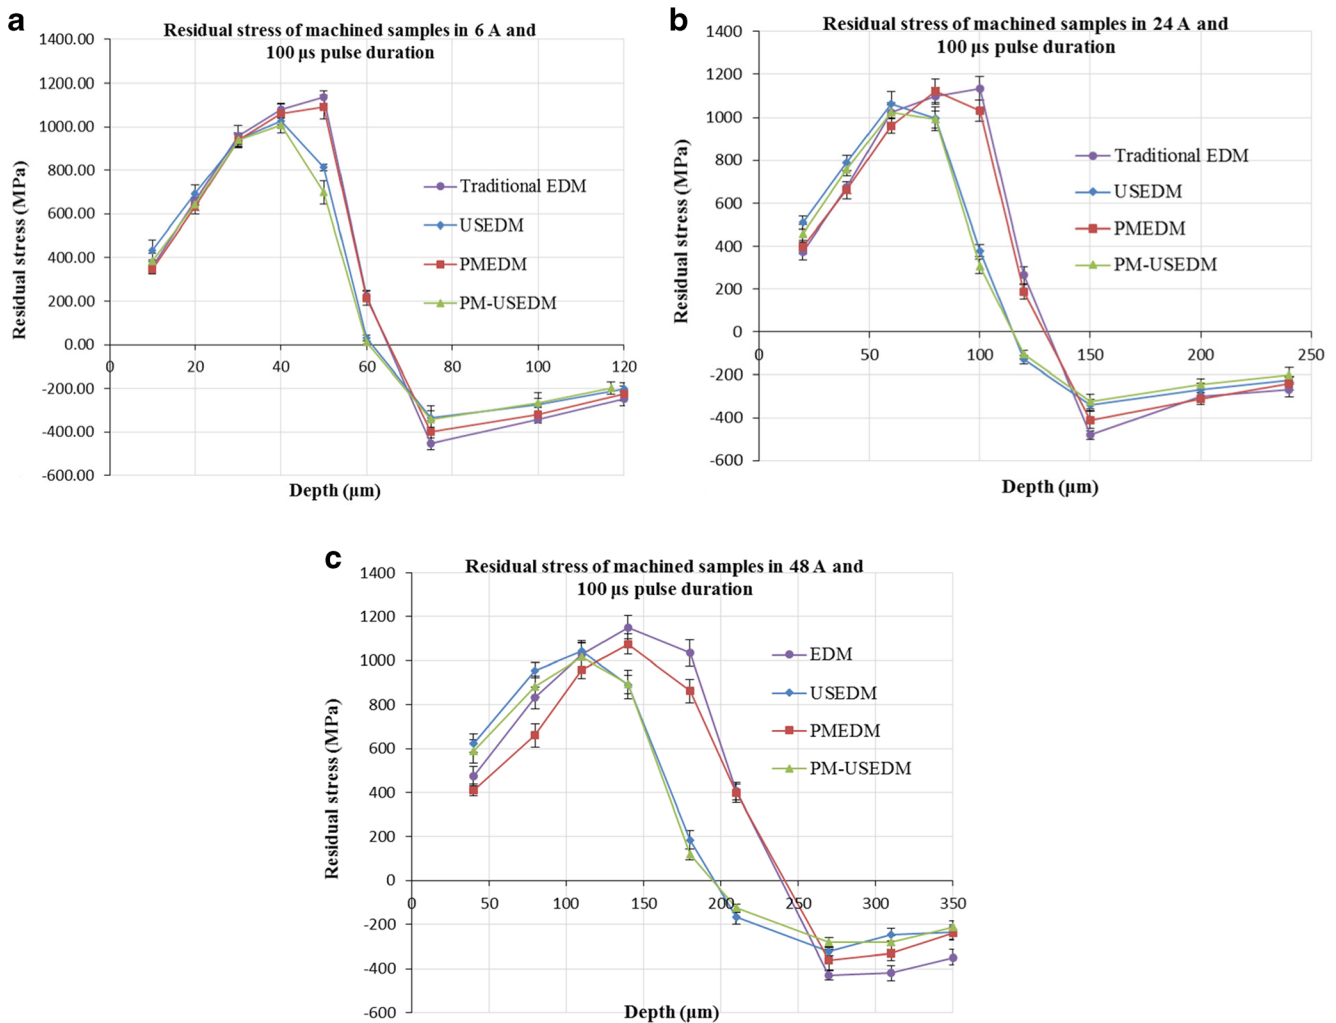 a
Residual stress of machined samples in 6 A and
100 µs pulse duration
1400.00
1200.00
1000.00
800.00
600.00
400.00
200.00
0.00
-200.00
-400.00
-600.00
0
20
40
60
80
100
120
Residual stress (MPa)
Depth (µm)
Traditional EDM
USEDM
PMEDM
PM-USEDM
b
Residual stress of machined samples in 24 A and
100 µs pulse duration
1400
1200
1000
800
600
400
200
0
-200
-400
-600
0
50
100
150
200
250
Residual stress (MPa)
Depth (µm)
Traditional EDM
USEDM
PMEDM
PM-USEDM
c
Residual stress of machined samples in 48 A and
100 µs pulse duration
1400
1200
1000
800
600
400
200
0
-200
-400
-600
0
50
100
150
200
250
300
350
Residual stress (MPa)
Depth (µm)
EDM
USEDM
PMEDM
PM-USEDM